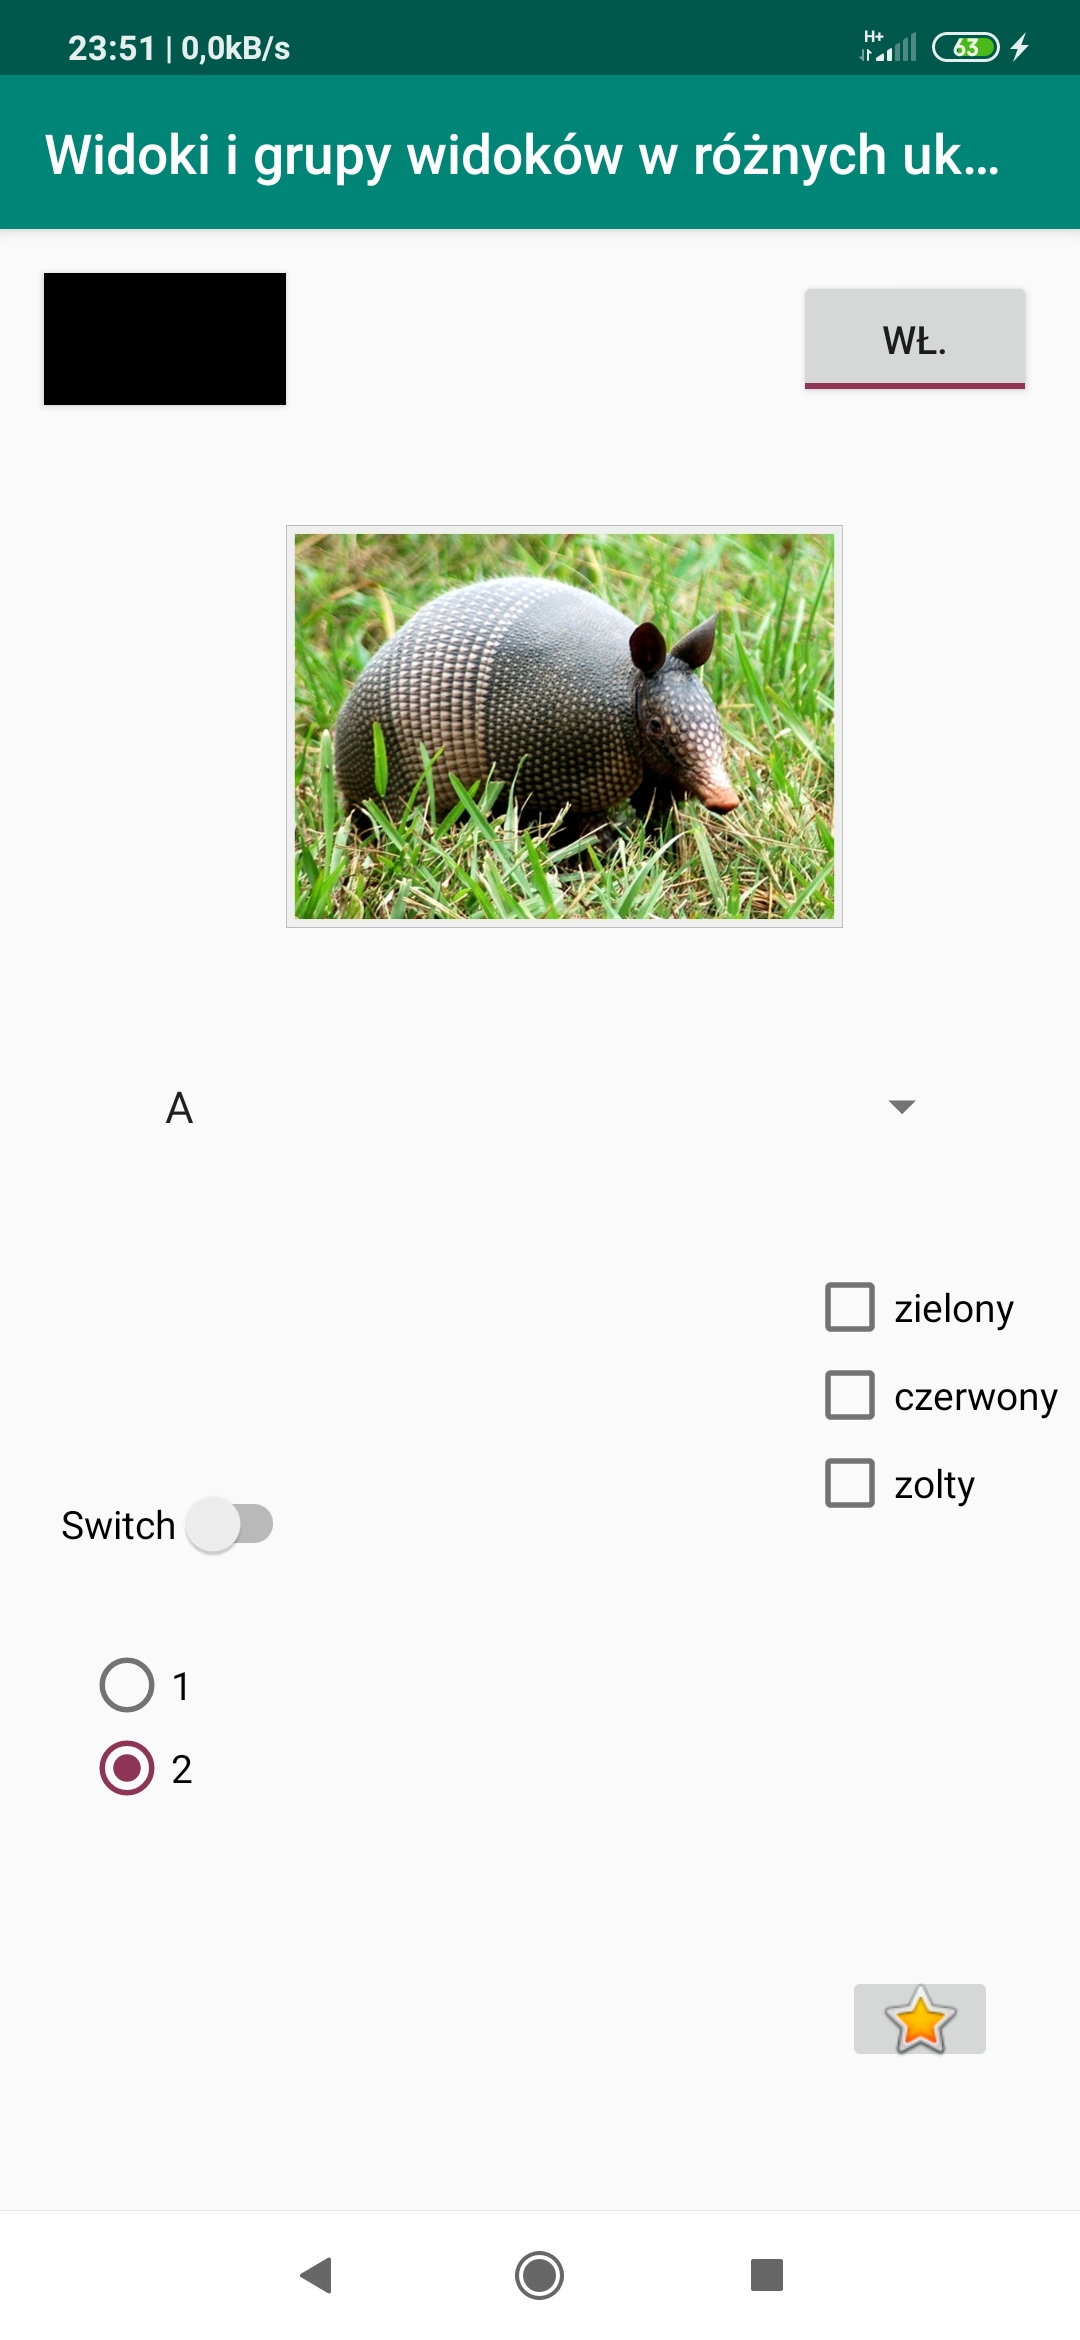 23:51 | 0,0kB/s
H+
63
Widoki i grupy widoków w różnych uk...
WŁ.
A
zielony
czerwony
zolty
Switch
1
2